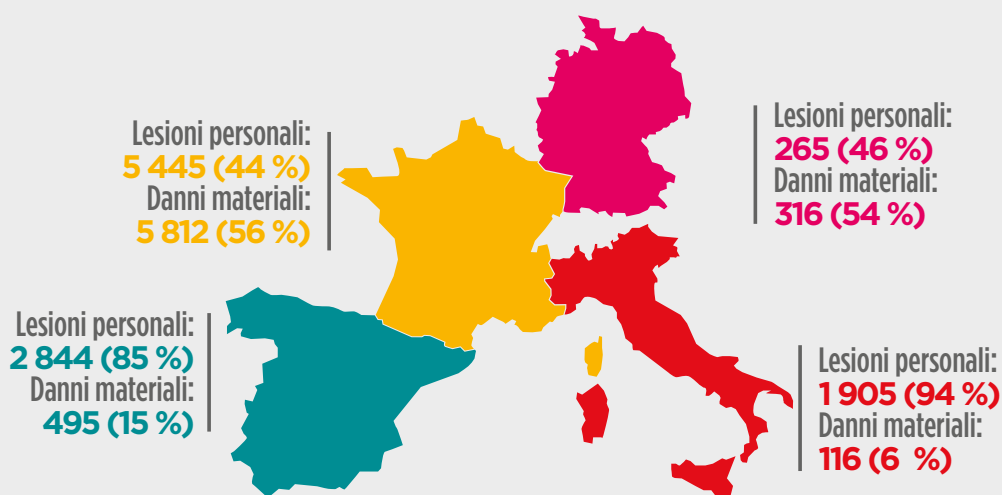 Lesioni personali:
5 445 (44 %)
Danni materiali:
5 812 (56 %)
Lesioni personali:
265 (46 %)
Danni materiali:
316 (54 %)
Lesioni personali:
2 844 (85 %)
Danni materiali:
495 (15 %)
Lesioni personali:
1 905 (94 %)
Danni materiali:
116 (6 %)